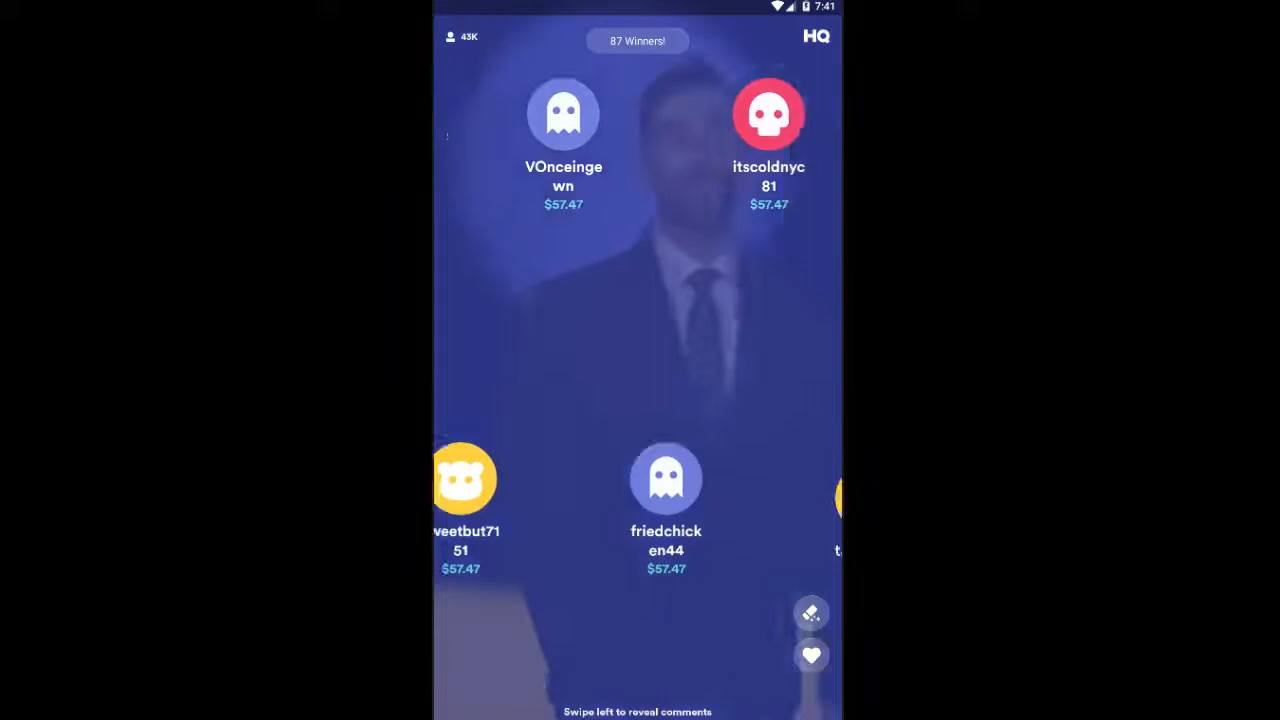 7:41
43K
87 Winners!
HQ
VOnceinge
wn
$57.47
itscoldnyc
81
$57.47
weetbut71
51
$57.47
friedchick
en44
$57.47
Swipe left to reveal comments